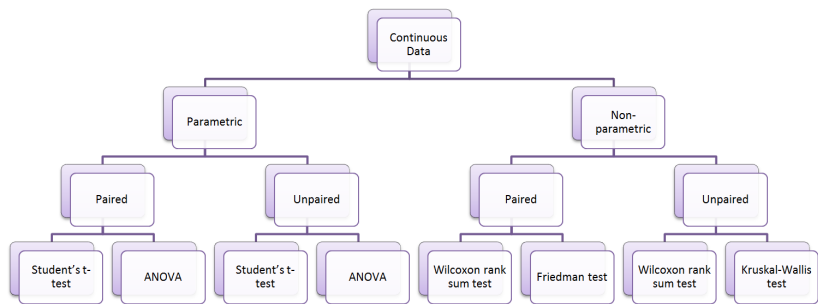 Continuous
Data
Parametric
Non-
parametric
Paired
Unpaired
Paired
Unpaired
Student's t-
test
ANOVA
Student's t-
test
ANOVA
Wilcoxon rank
sum test
Friedman test
Wilcoxon rank
sum test
Kruskal-Wallis
test